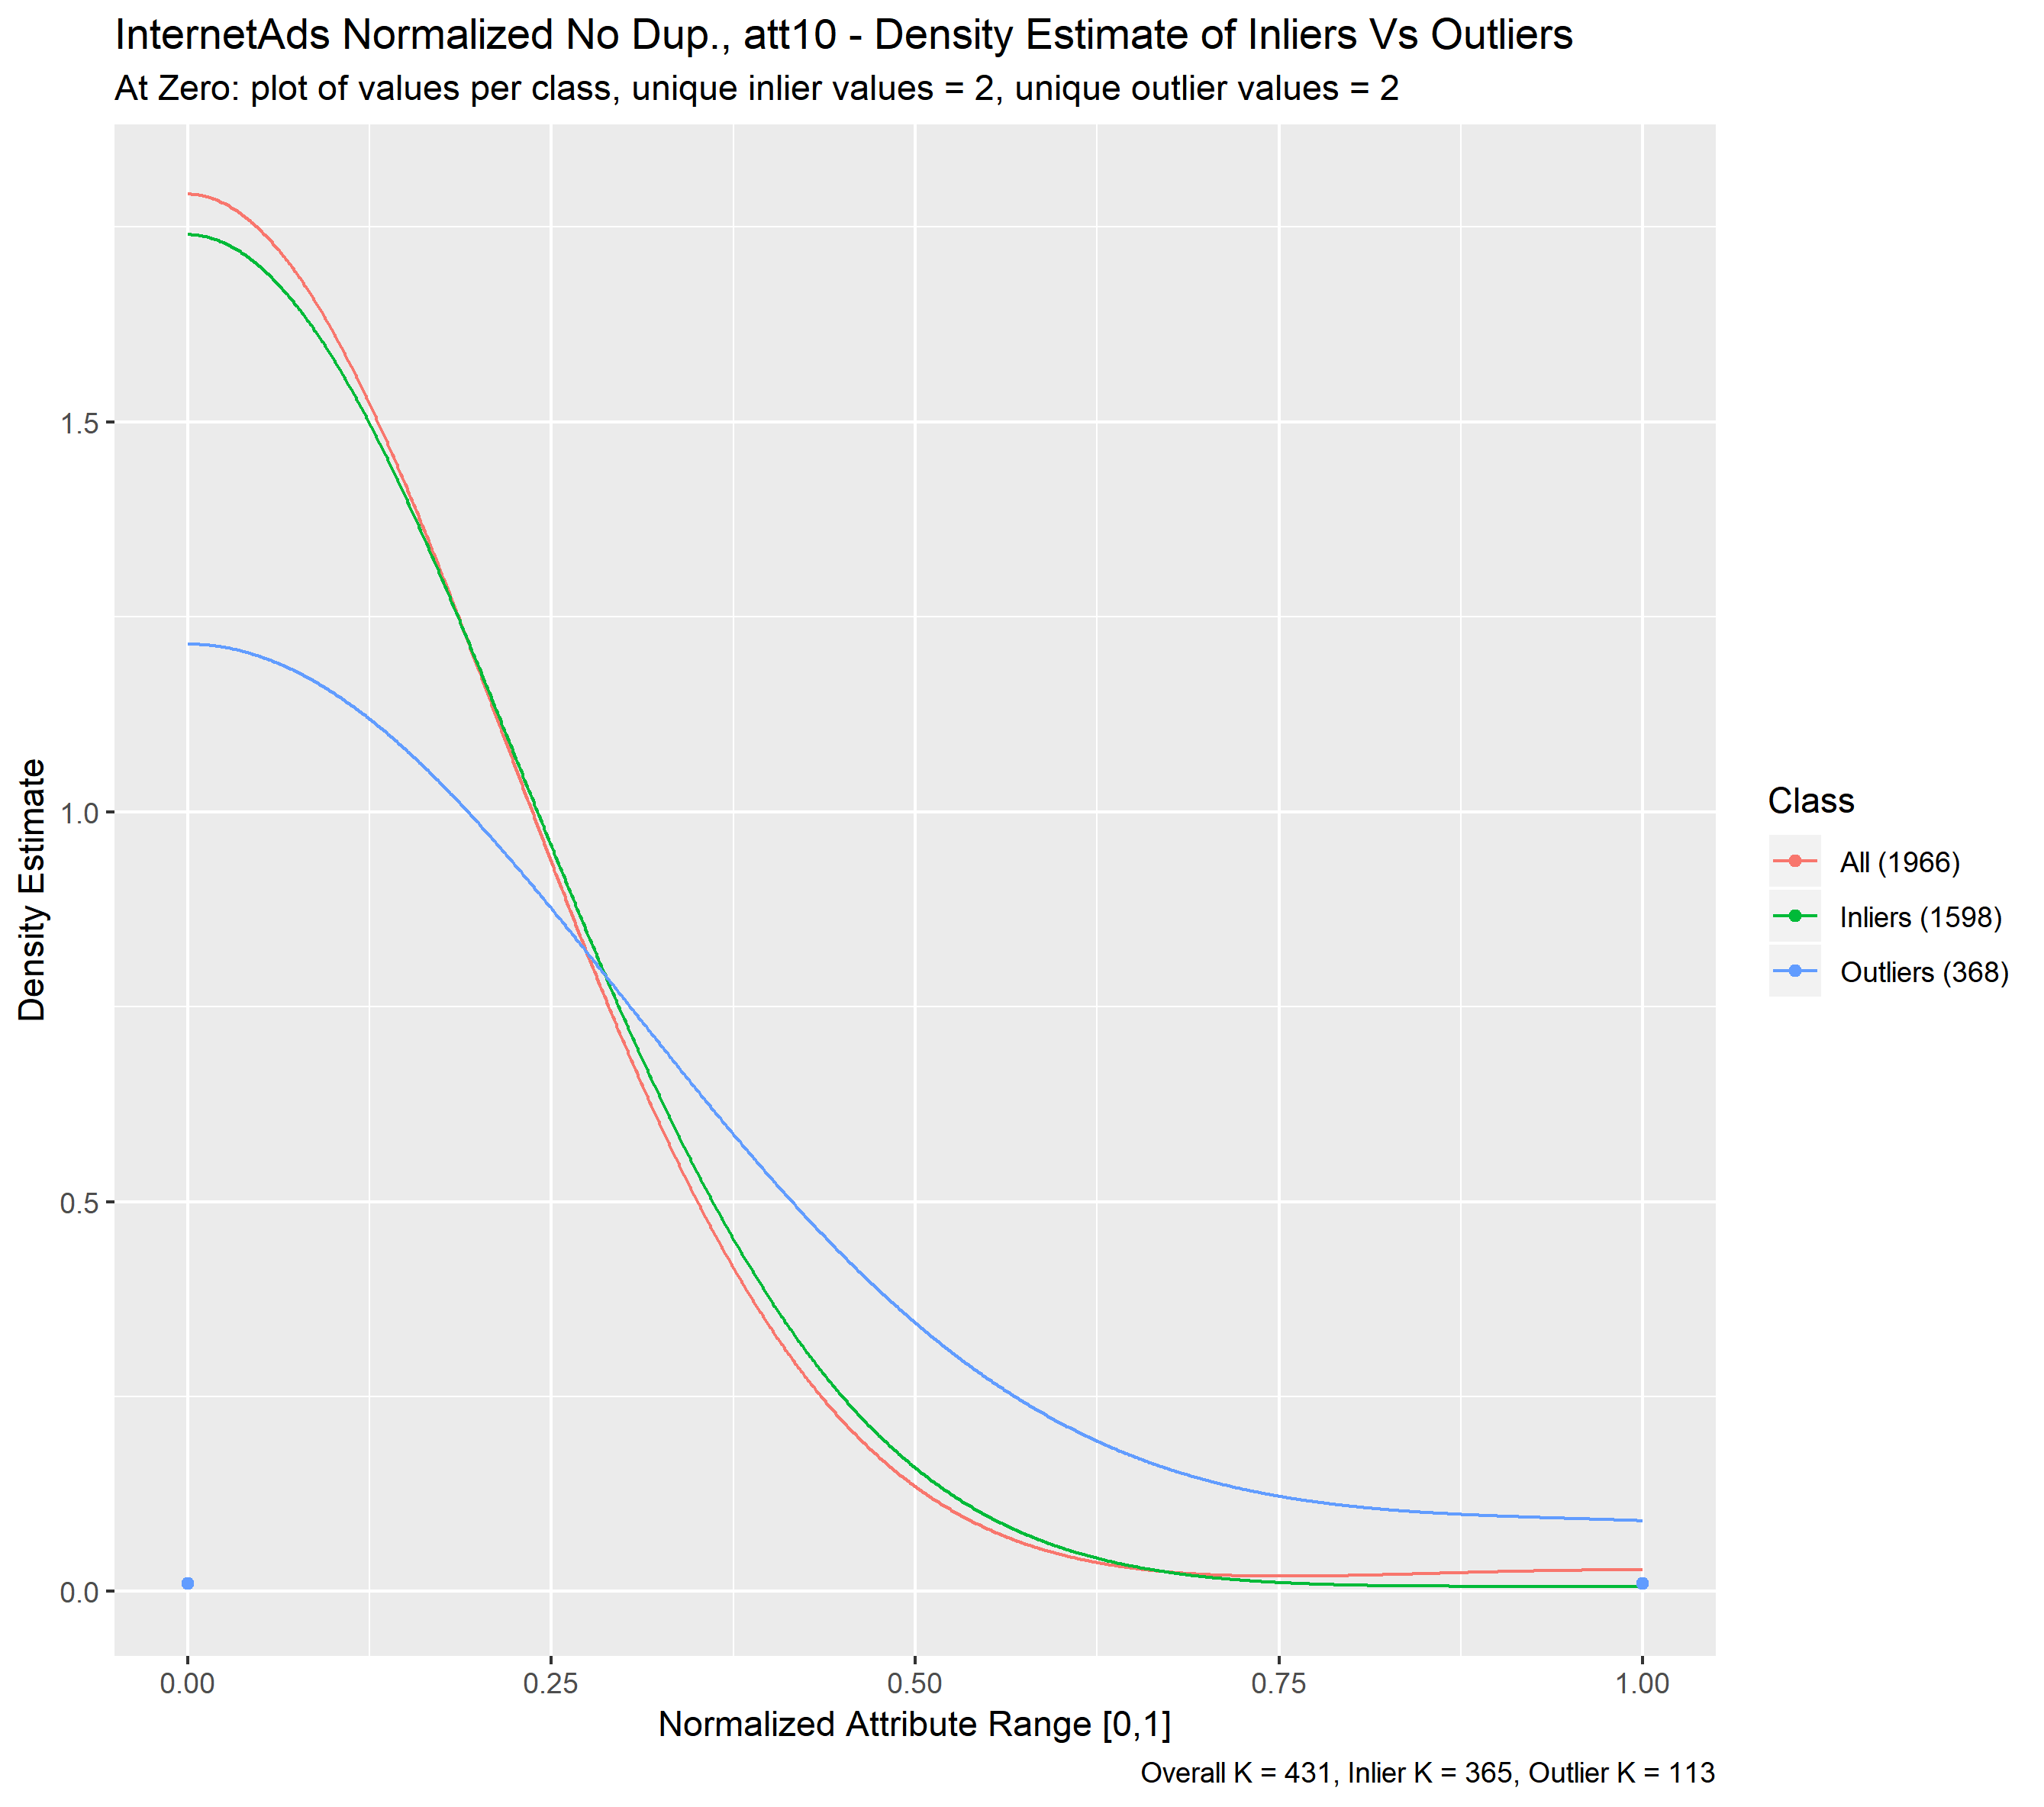 InternetAds Normalized No Dup., att10 - Density Estimate of Inliers Vs Outliers
At Zero: plot of values per class, unique inlier values = 2, unique outlier values = 2
Density Estimate
1.5
1.0
0.5
0.0
0.00
0.25
0.50
0.75
1.00
Normalized Attribute Range [0,1]
Overall K = 431, Inlier K = 365, Outlier K = 113
Class
All (1966)
Inliers (1598)
Outliers (368)